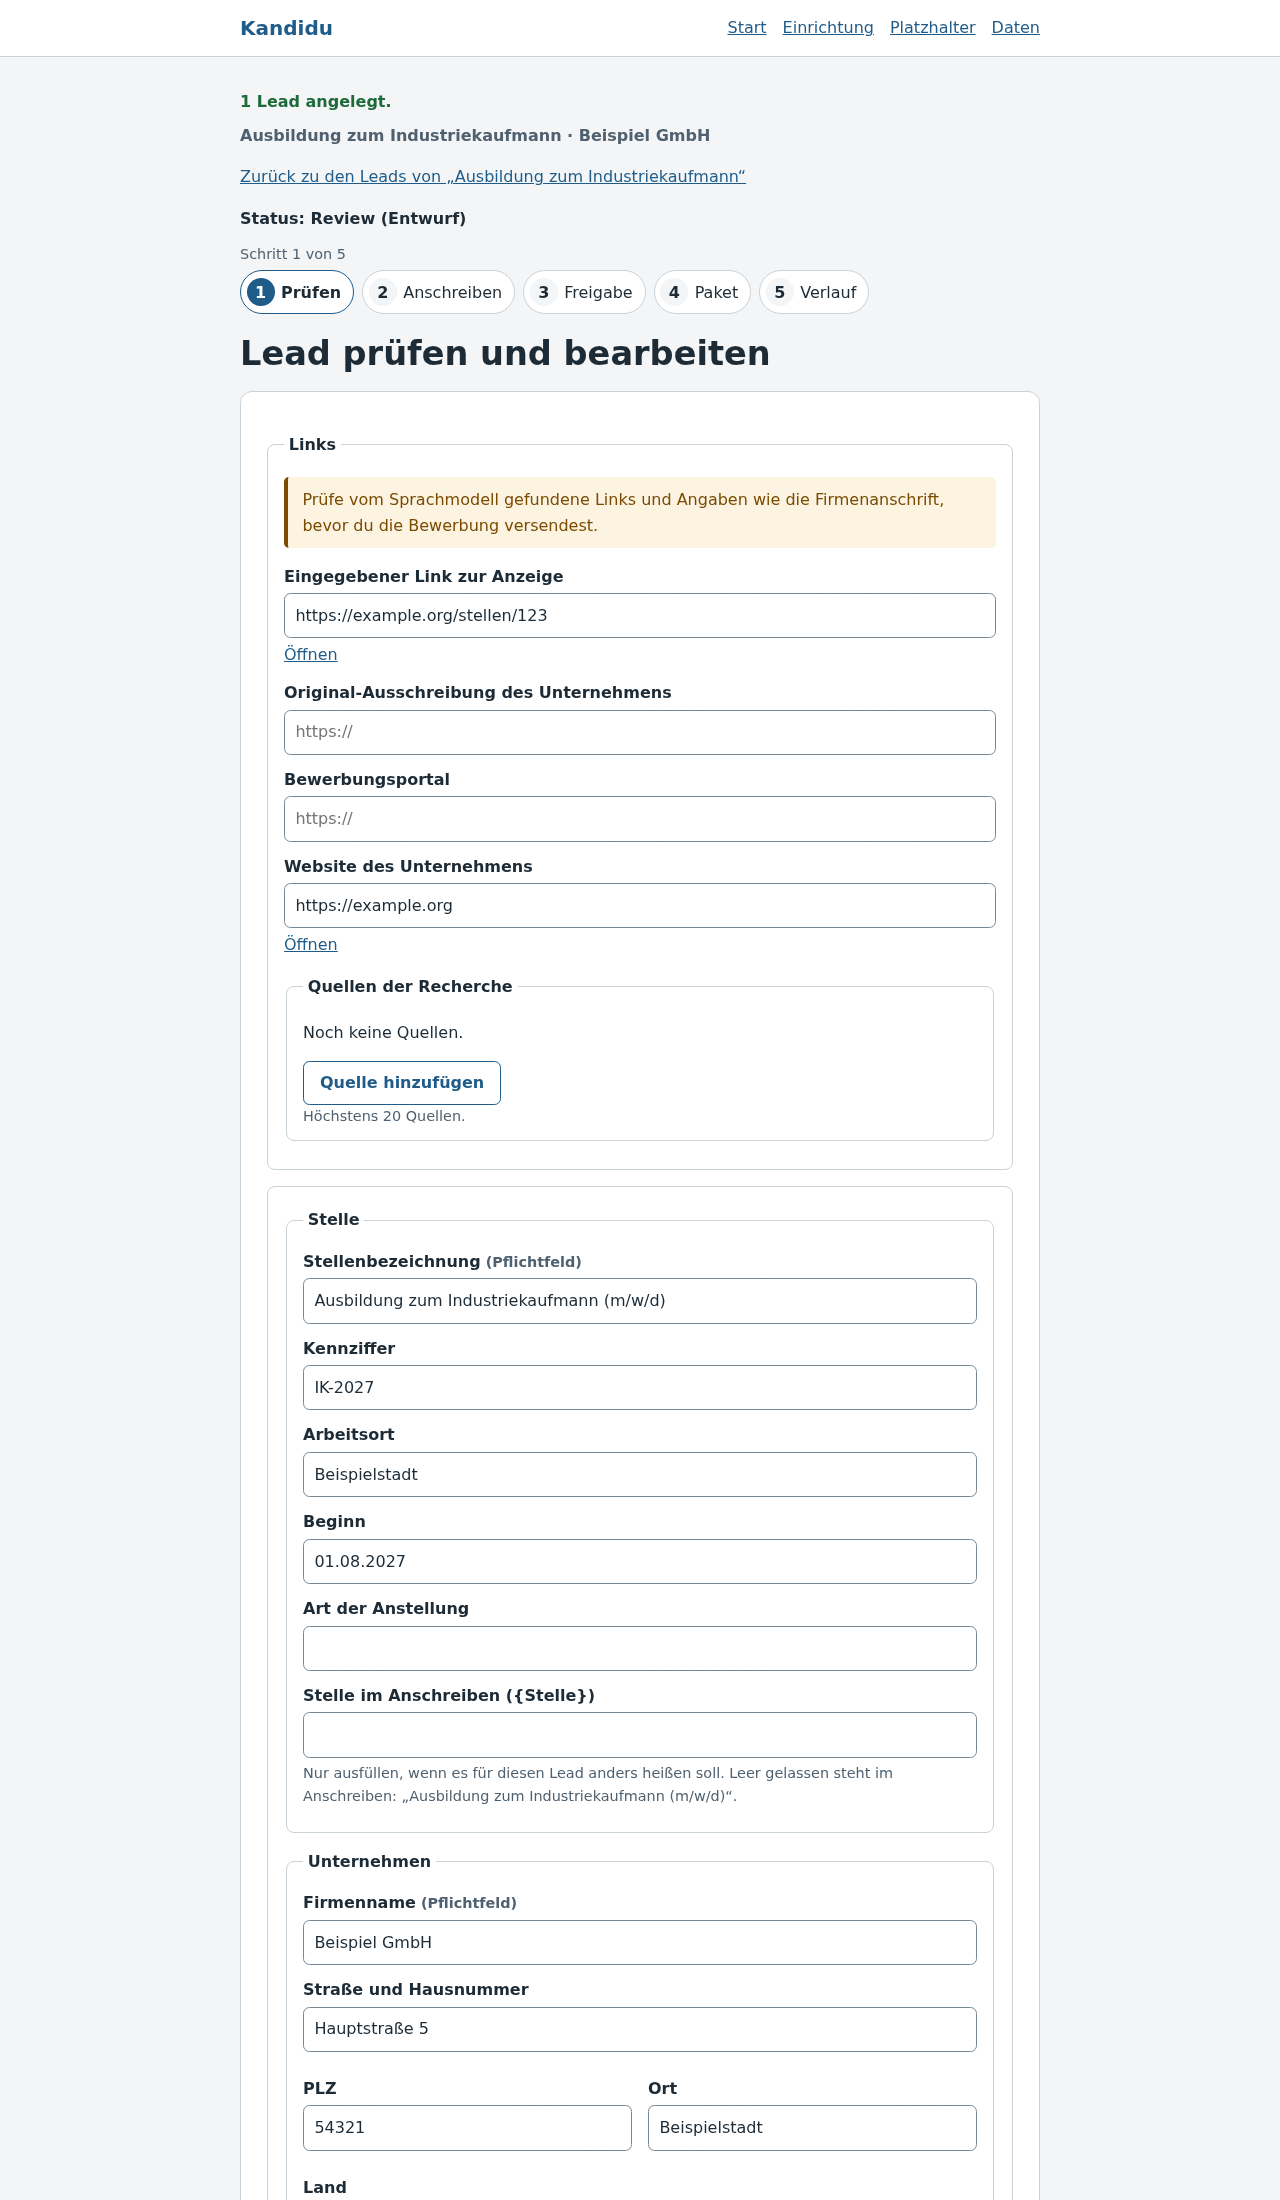 Kandidu
Start Einrichtung Platzhalter Daten
1 Lead angelegt.
Ausbildung zum Industriekaufmann · Beispiel GmbH
Zurück zu den Leads von „Ausbildung zum Industriekaufmann“
Status: Review (Entwurf)
Schritt 1 von 5
1 Prüfen 2 Anschreiben 3 Freigabe 4 Paket 5 Verlauf
Lead prüfen und bearbeiten
Links
Prüfe vom Sprachmodell gefundene Links und Angaben wie die Firmenanschrift,
bevor du die Bewerbung versendest.
Eingegebener Link zur Anzeige
https://example.org/stellen/123
Öffnen
Original-Ausschreibung des Unternehmens
https://
Bewerbungsportal
https://
Website des Unternehmens
https://example.org
Öffnen
Quellen der Recherche
Noch keine Quellen.
Quelle hinzufügen
Höchstens 20 Quellen.
Stelle
Stellenbezeichnung (Pflichtfeld)
Ausbildung zum Industriekaufmann (m/w/d)
Kennziffer
IK-2027
Arbeitsort
Beispielstadt
Beginn
01.08.2027
Art der Anstellung
Stelle im Anschreiben ({Stelle})
Nur ausfüllen, wenn es für diesen Lead anders heißen soll. Leer gelassen steht im
Anschreiben: „Ausbildung zum Industriekaufmann (m/w/d)“.
Unternehmen
Firmenname (Pflichtfeld)
Beispiel GmbH
Straße und Hausnummer
Hauptstraße 5
PLZ Ort
54321 Beispielstadt
Land